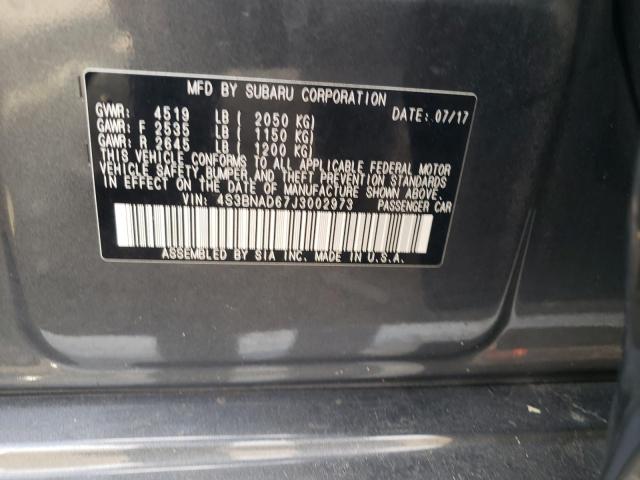 MFD BY SUBARU CORPORATION
GVWR: 4519 LB ( 2050 KG) DATE: 07/17
GAWR: F 2535 LB ( 1150 KG)
GAWR: R 2645 LB ( 1200 KG)
THIS VEHICLE CONFORMS TO ALL APPLICABLE FEDERAL MOTOR
VEHICLE SAFETY, BUMPER, AND THEFT PREVENTION STANDARDS
IN EFFECT ON THE DATE OF MANUFACTURE SHOWN ABOVE.
VIN: 4S3BNAD67J3002973 PASSENGER CAR
ASSEMBLED BY SIA INC. MADE IN U.S.A.